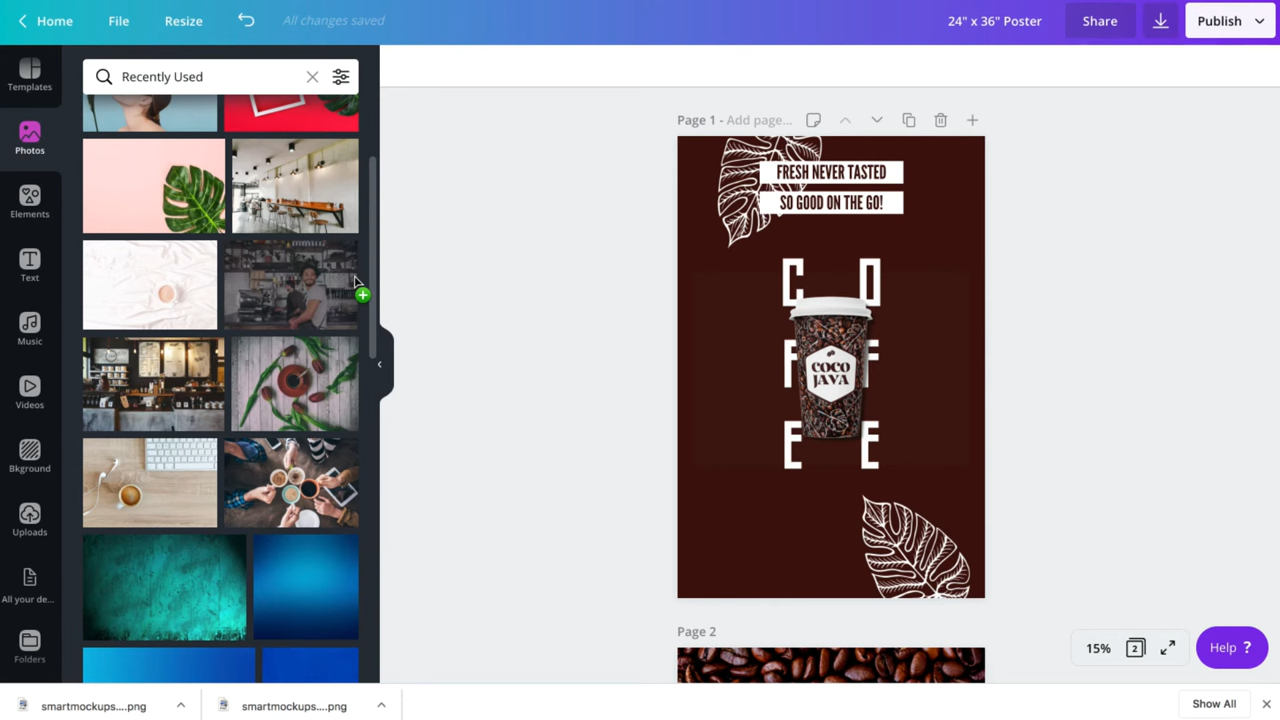 Home File Resize All changes saved 24" x 36" Poster Share Publish
Templates
Photos
Elements
Text
Music
Videos
Bkground
Uploads
All your de...
Folders
Recently Used
Page 1 - Add page...
FRESH NEVER TASTED
SO GOOD ON THE GO!
C O
F F
E E
COCO
JAVA
Page 2
15% 2 Help ?
smartmockups....png smartmockups....png Show All